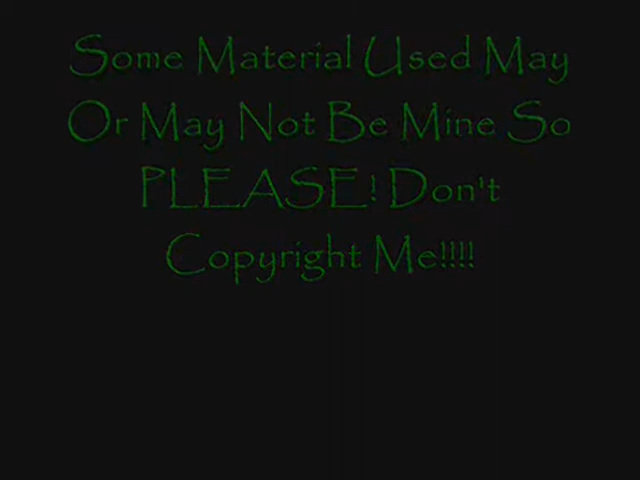 Some Material Used May
Or May Not Be Mine So
PLEASE! Don't
Copyright Me!!!!